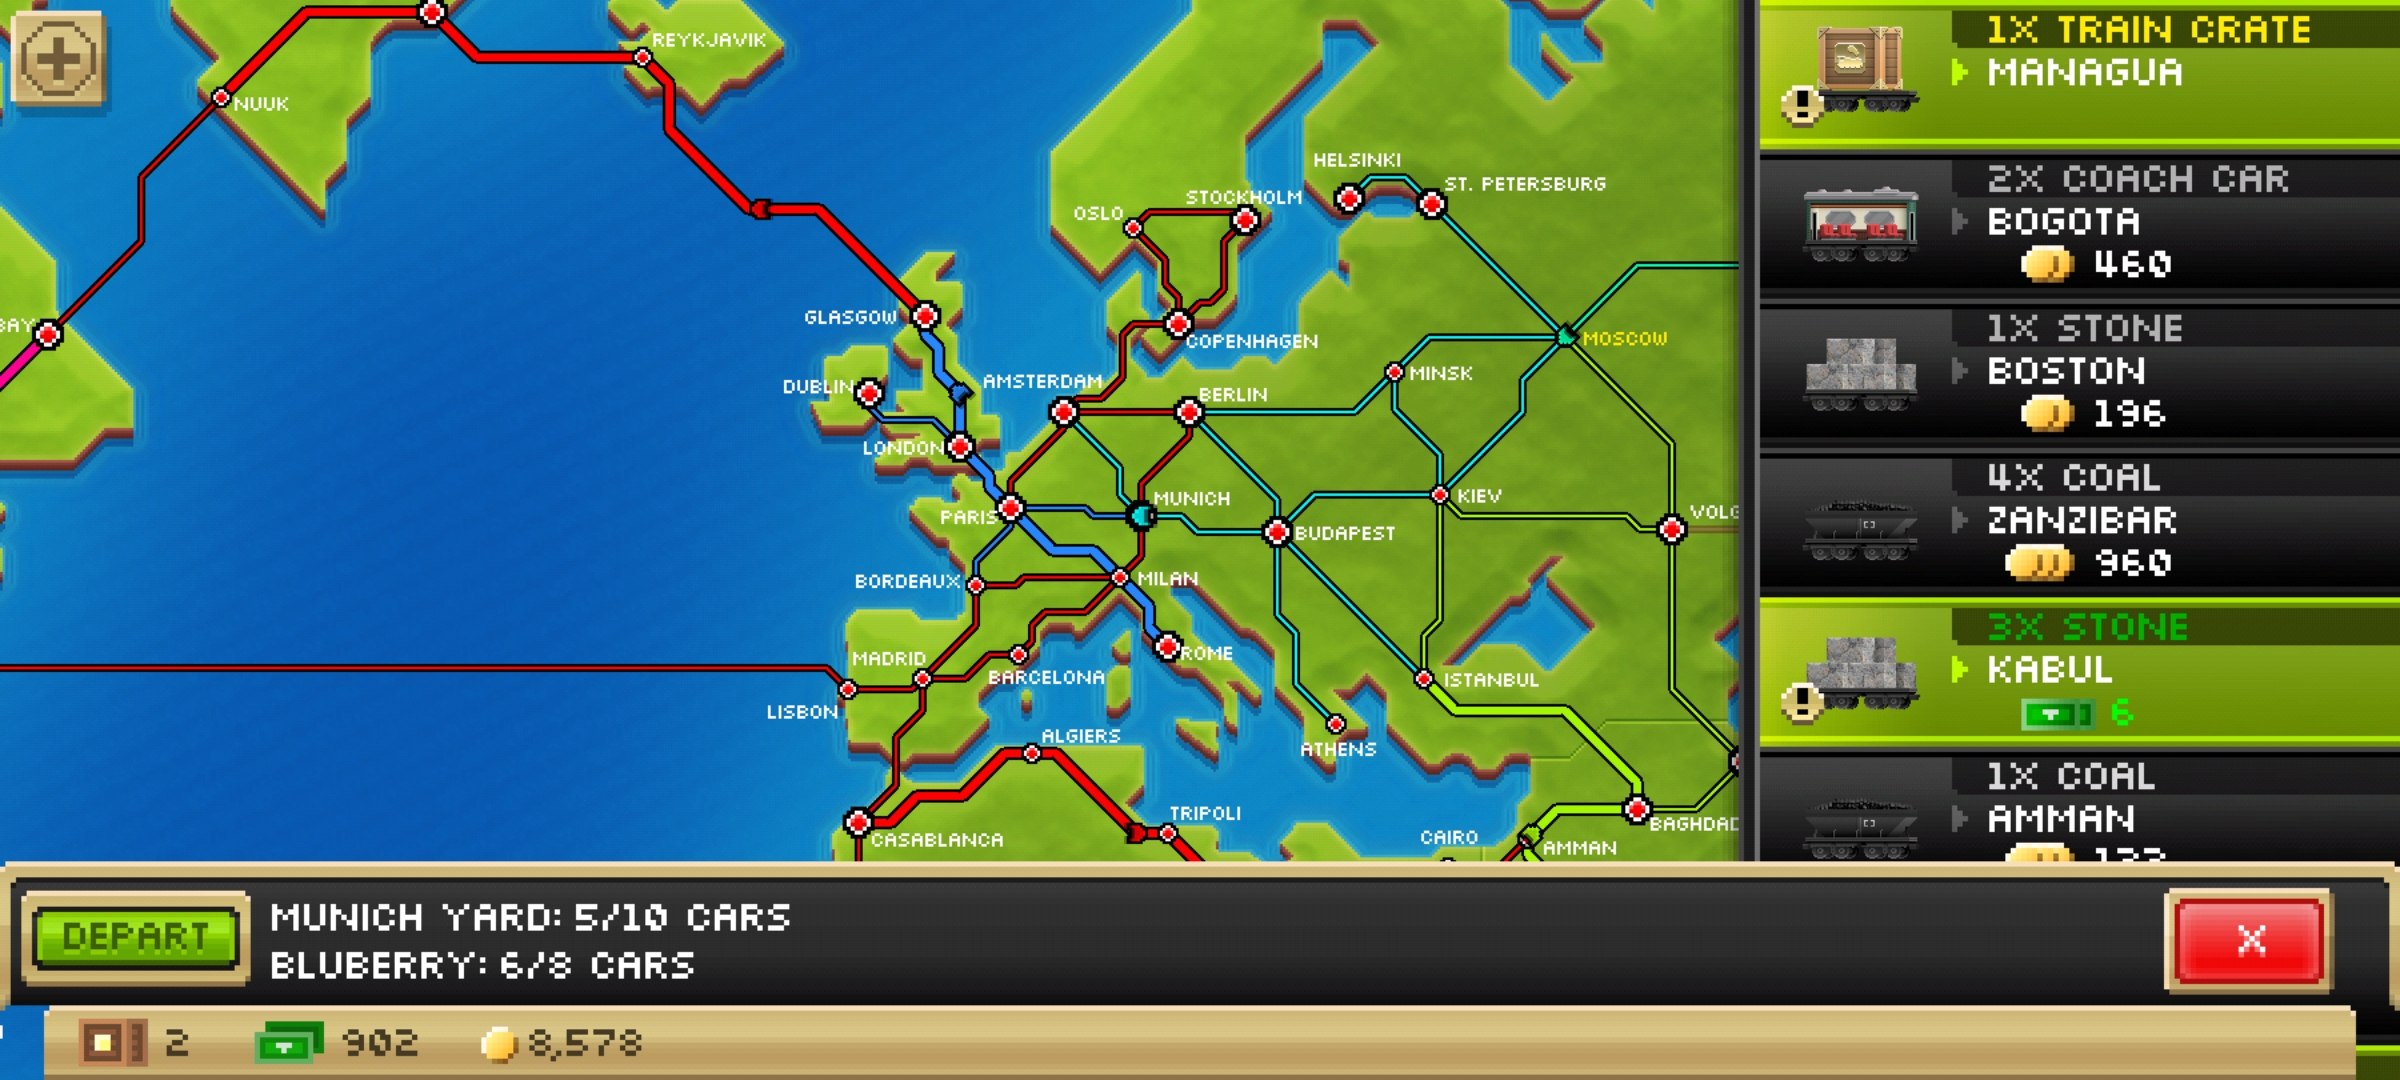 REYKJAVIK
NUUK
HELSINKI
ST. PETERSBURG
STOCKHOLM
OSLO
GLASGOW
MOSCOW
COPENHAGEN
MINSK
DUBLIN
AMSTERDAM
BERLIN
LONDON
MUNICH
KIEV
PARIS
BUDAPEST
BORDEAUX
MILAN
ROME
MADRID
BARCELONA
ISTANBUL
LISBON
ALGIERS
ATHENS
TRIPOLI
CASABLANCA
CAIRO
BAGHDAD
AMMAN
BAY
VOLG
1X TRAIN CRATE
MANAGUA
2X COACH CAR
BOGOTA
460
1X STONE
BOSTON
196
4X COAL
ZANZIBAR
960
3X STONE
KABUL
6
1X COAL
AMMAN
DEPART
MUNICH YARD: 5/10 CARS
BLUBERRY: 6/8 CARS
X
2
902
8,578